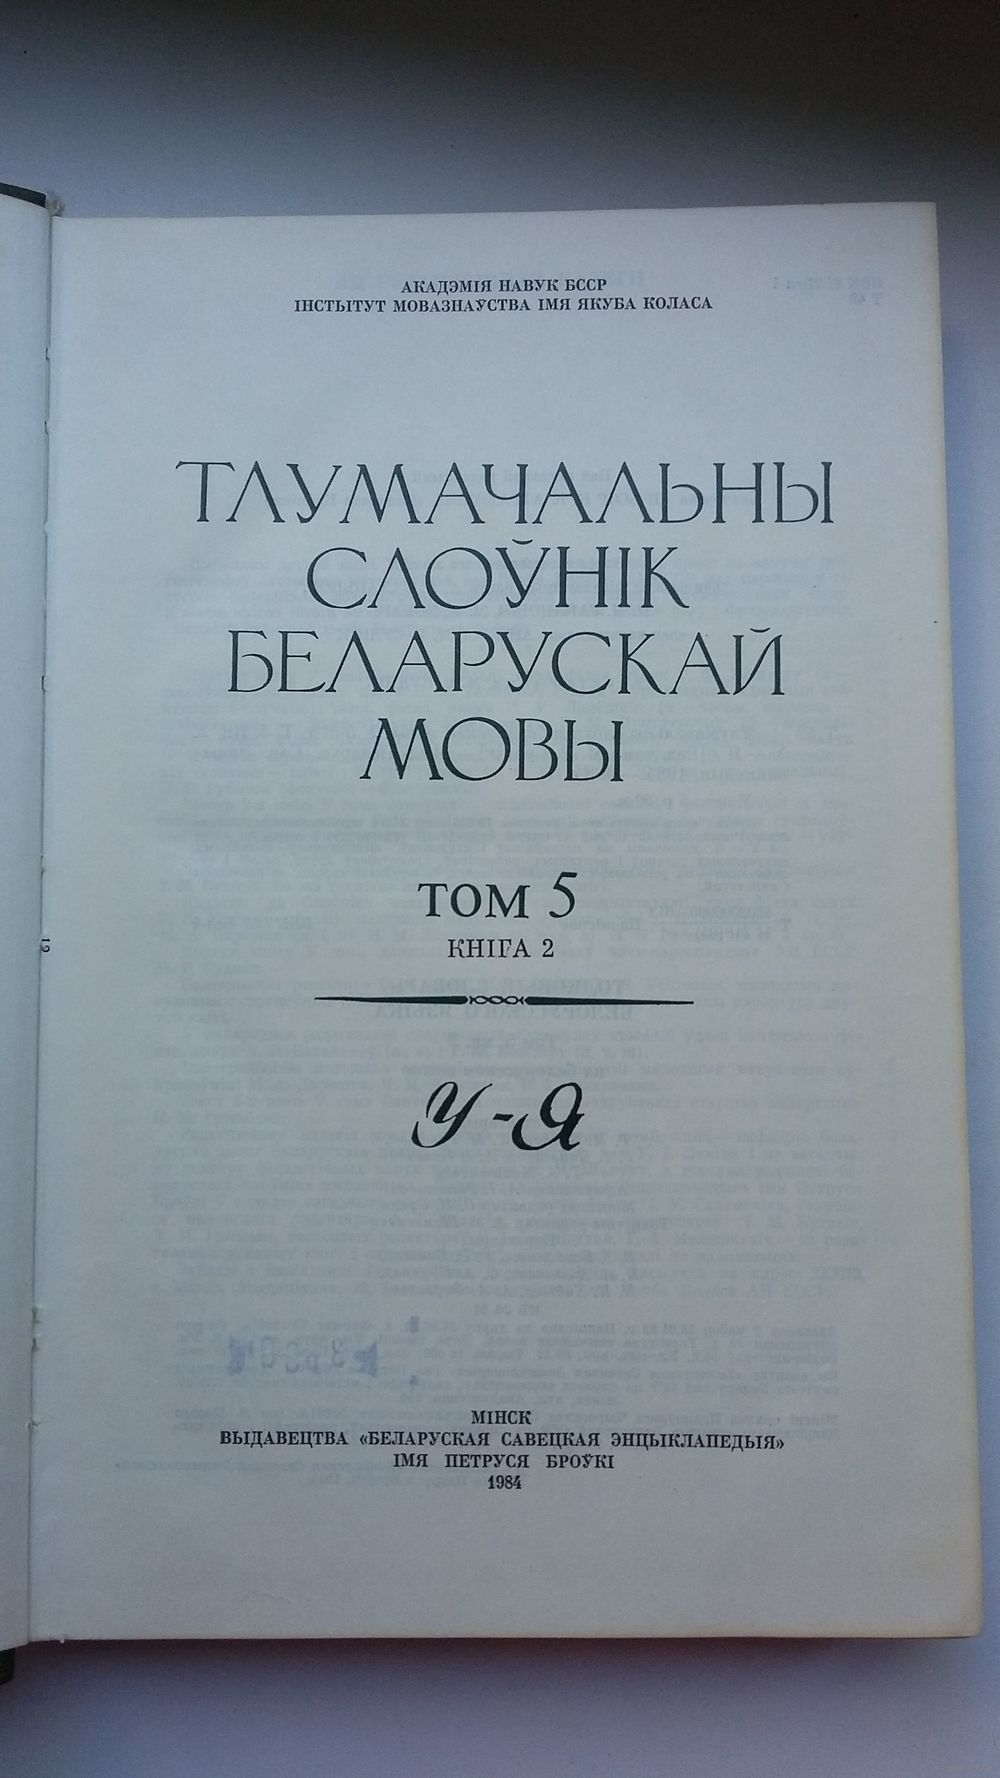 АКАДЭМІЯ НАВУК БССР
ІНСТЫТУТ МОВАЗНАЎСТВА ІМЯ ЯКУБА КОЛАСА
ТЛУМАЧАЛЬНЫ
СЛОЎНІК
БЕЛАРУСКАЙ
МОВЫ
ТОМ 5
КНІГА 2
У-Я
МІНСК
ВЫДАВЕЦТВА «БЕЛАРУСКАЯ САВЕЦКАЯ ЭНЦЫКЛАПЕДЫЯ»
ІМЯ ПЕТРУСЯ БРОЎКІ
1984